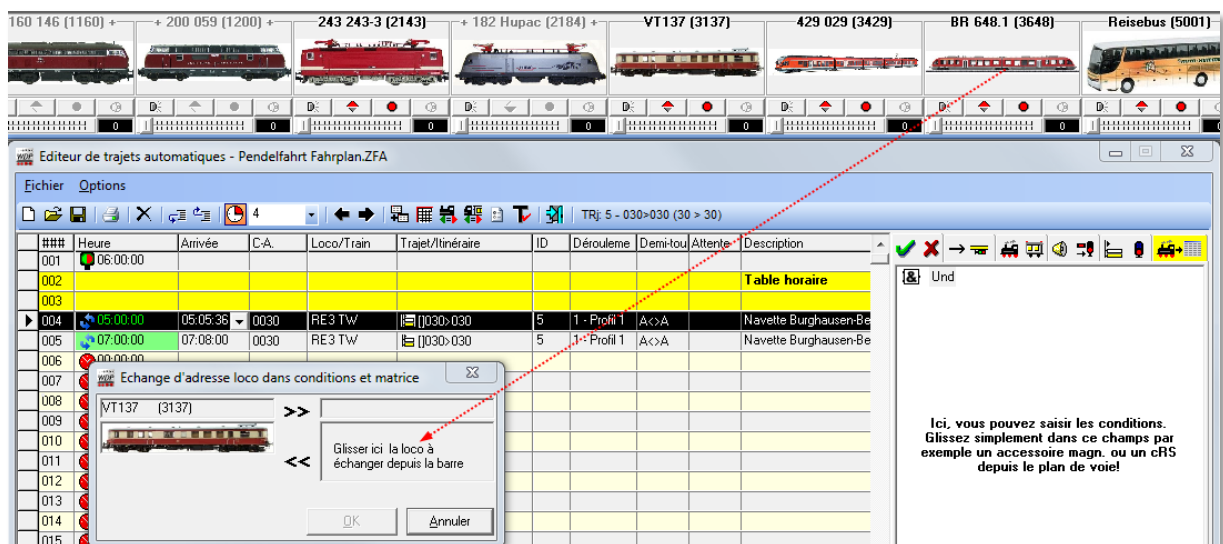 160 146 (1160) + + 200 059 (1200) + 243 243-3 (2143) + 182 Hupac (2184) + VT137 (3137) 429 029 (3429) BR 648.1 (3648) Reisebus (5001)
0 0 0 0 0 0 0
WDP Editeur de trajets automatiques - Pendelfahrt Fahrplan.ZFA
Fichier Options
4 TRj: 5 - 030>030 (30 > 30)
### Heure Arrivée C-A. Loco/Train Trajet/Itinéraire ID Dérouleme Demi-tou Attente Description
001 06:00:00
002 Table horaire
003
004 05:00:00 05:05:36 0030 RE3 TW []030>030 5 1 - Profil 1 A<>A Navette Burghausen-Be
005 07:00:00 07:08:00 0030 RE3 TW []030>030 5 1 - Profil 1 A<>A Navette Burghausen-Be
006 00:00:00
007
008
009
010
011
012
013
014
015
WDP Echange d'adresse loco dans conditions et matrice
VT137 (3137) >>
Glisser ici la loco à
<< échanger depuis la barre
OK Annuler
& Und
Ici, vous pouvez saisir les conditions.
Glissez simplement dans ce champs par
exemple un accessoire magn. ou un cRS
depuis le plan de voie!